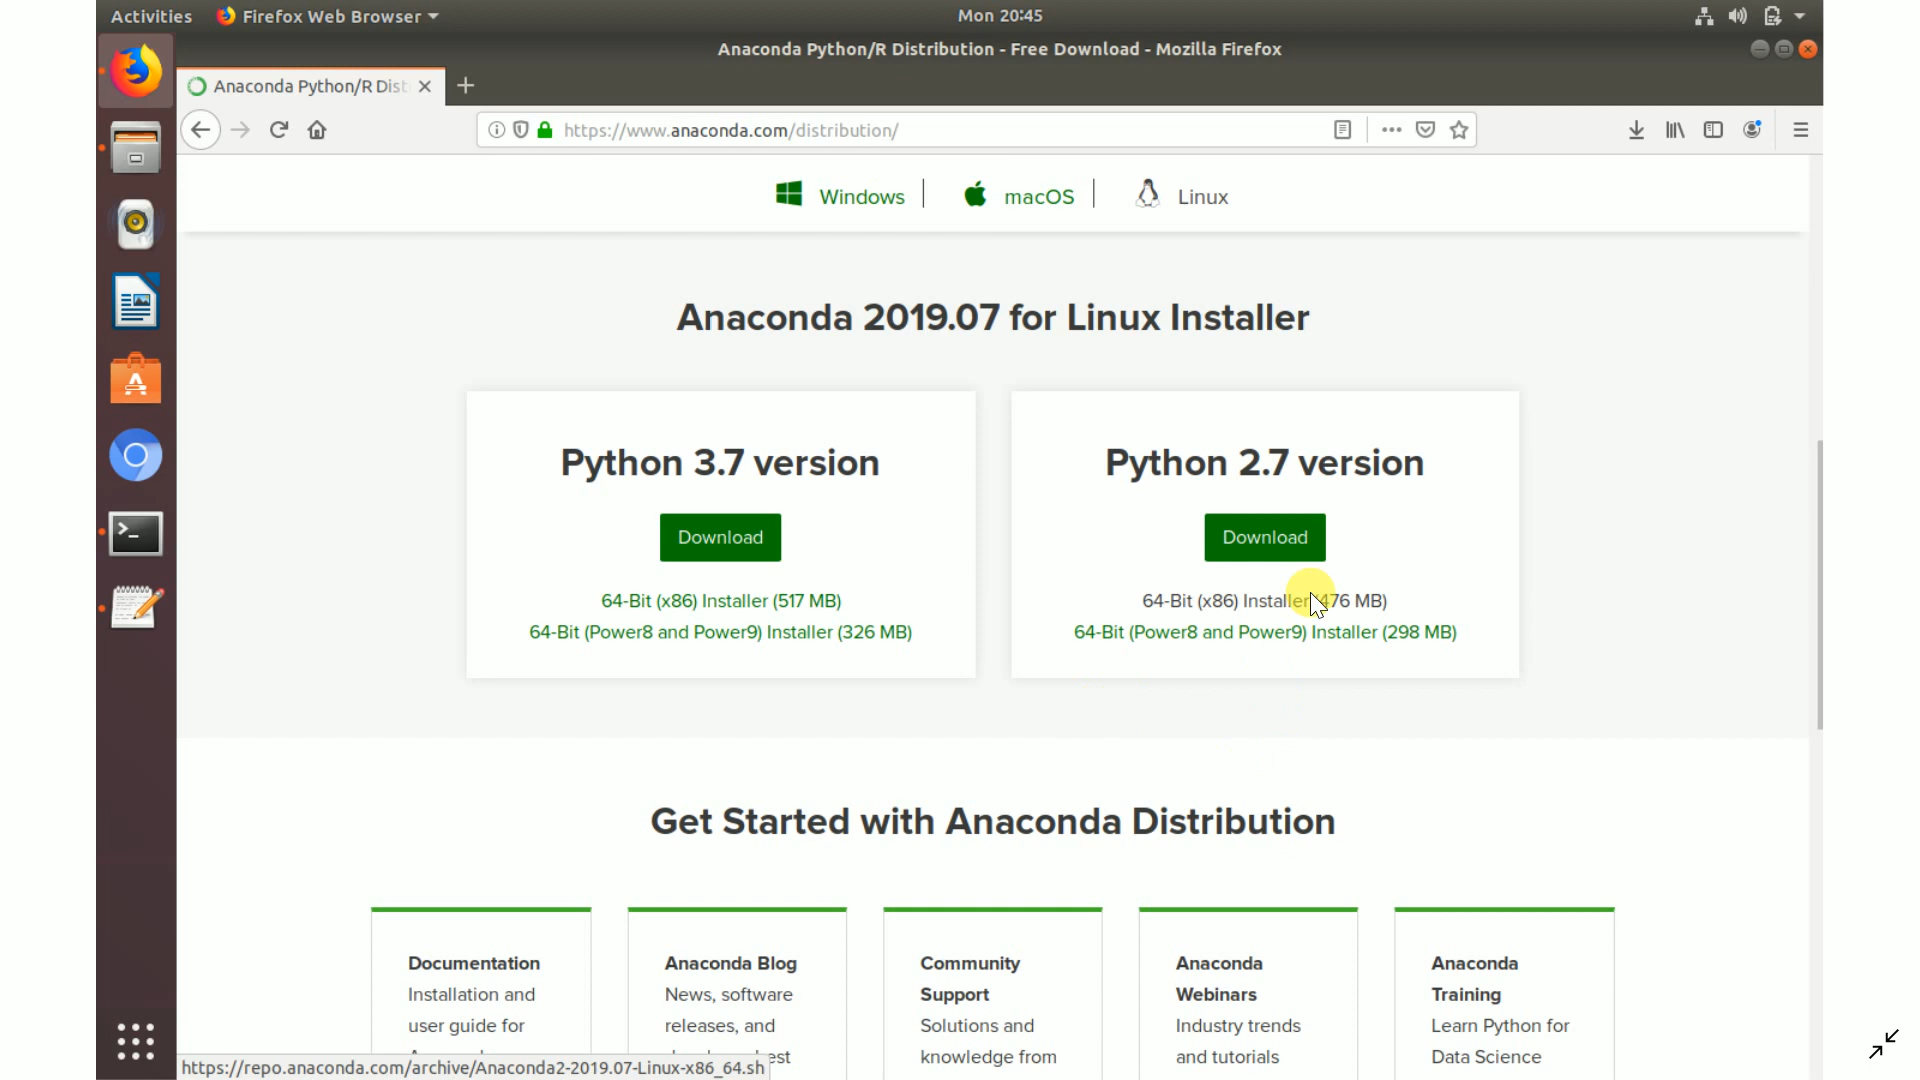 Activities Firefox Web Browser Mon 20:45
Anaconda Python/R Distribution - Free Download - Mozilla Firefox
Anaconda Python/R Dist
https://www.anaconda.com/distribution/
Windows macOS Linux
Anaconda 2019.07 for Linux Installer
Python 3.7 version
Download
64-Bit (x86) Installer (517 MB)
64-Bit (Power8 and Power9) Installer (326 MB)
Python 2.7 version
Download
64-Bit (x86) Installer (476 MB)
64-Bit (Power8 and Power9) Installer (298 MB)
Get Started with Anaconda Distribution
Documentation
Installation and
user guide for
Anaconda Blog
News, software
releases, and
Community
Support
Solutions and
knowledge from
Anaconda
Webinars
Industry trends
and tutorials
Anaconda
Training
Learn Python for
Data Science
https://repo.anaconda.com/archive/Anaconda2-2019.07-Linux-x86_64.sh